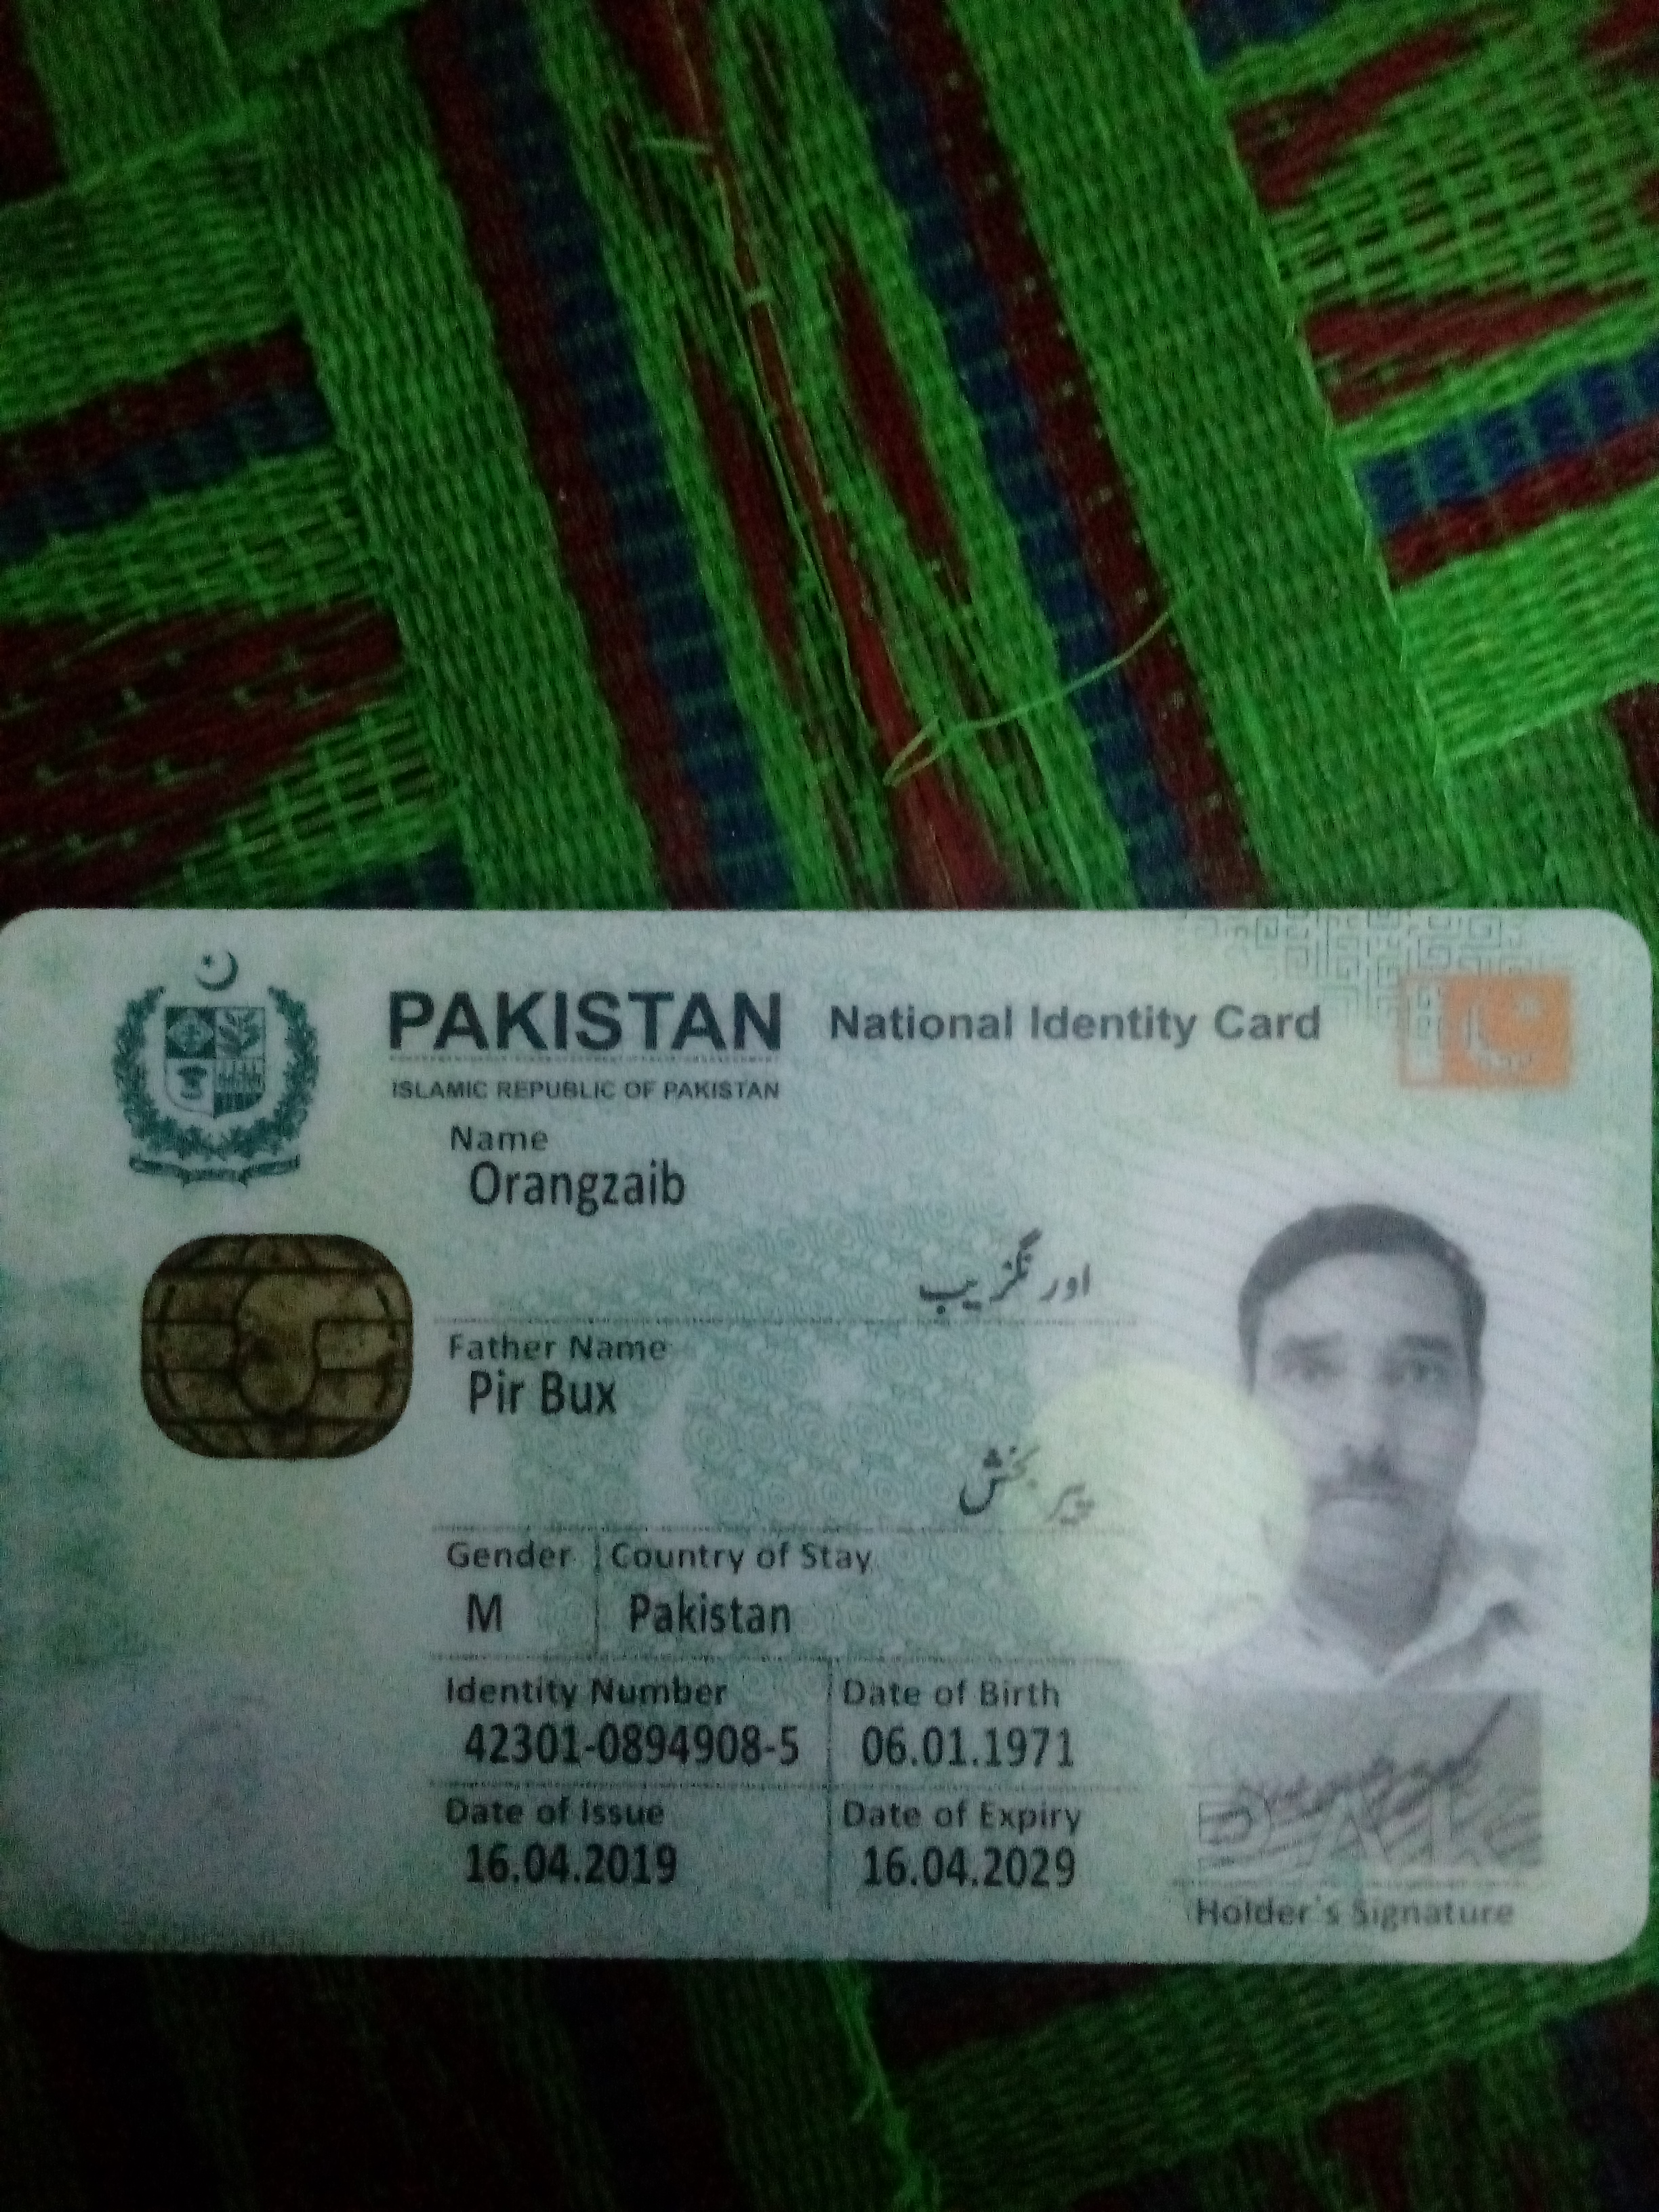 PAKISTAN National Identity Card
ISLAMIC REPUBLIC OF PAKISTAN
Name
Orangzaib
اورنگزیب
Father Name
Pir Bux
پیر بخش
Gender Country of Stay
M Pakistan
Identity Number Date of Birth
42301-0894908-5 06.01.1971
Date of Issue Date of Expiry
16.04.2019 16.04.2029
PAK
Holder's Signature